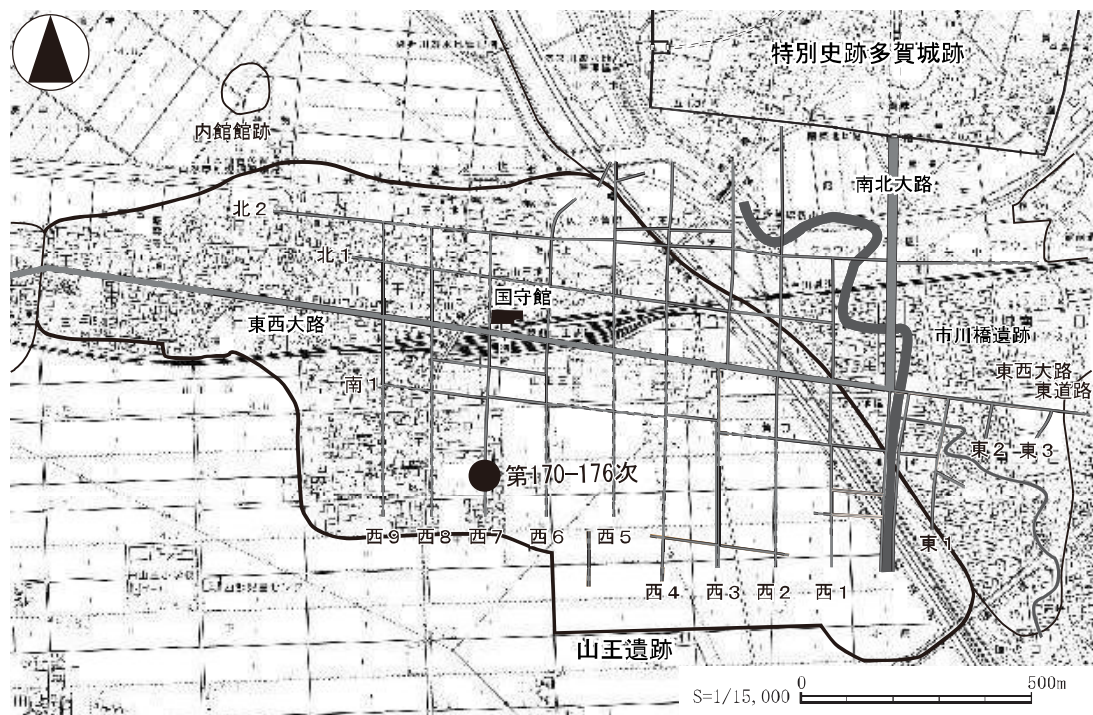 特別史跡多賀城跡
内館館跡
南北大路
北2
北1
国守館
東西大路
市川橋遺跡
東西大路
東道路
南1
東2
東3
第170-176次
西9
西8
西7
西6
西5
東1
西4
西3
西2
西1
山王遺跡
0
500m
S=1/15,000